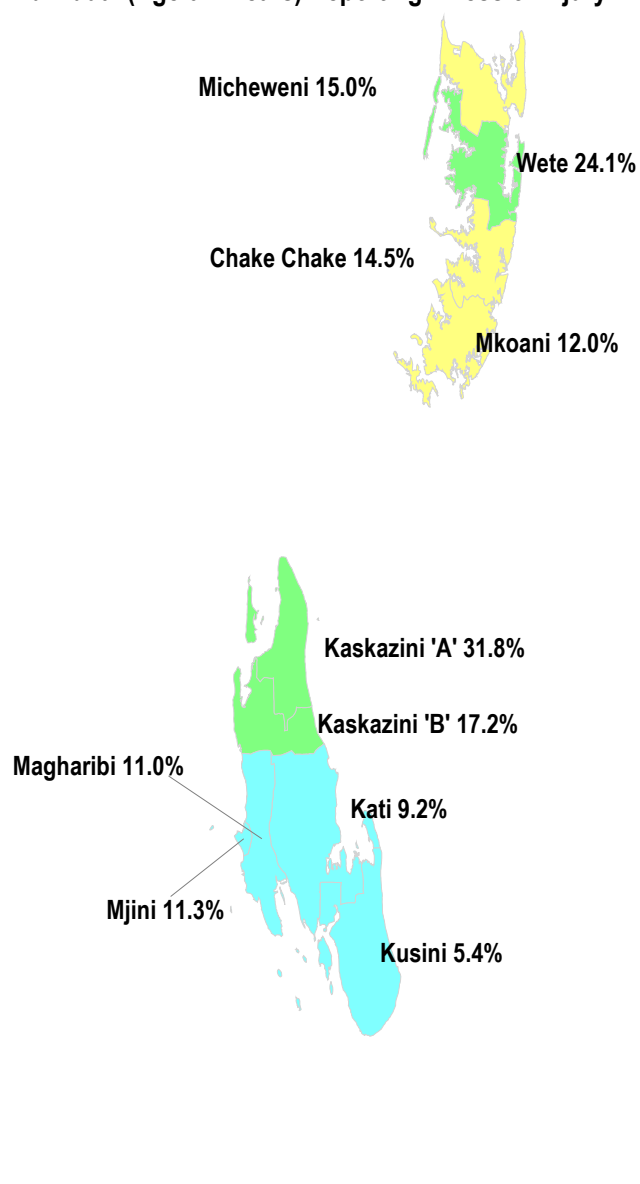 Micheweni 15.0%
Wete 24.1%
Chake Chake 14.5%
Mkoani 12.0%
Kaskazini 'A' 31.8%
Kaskazini 'B' 17.2%
Magharibi 11.0%
Kati 9.2%
Mjini 11.3%
Kusini 5.4%